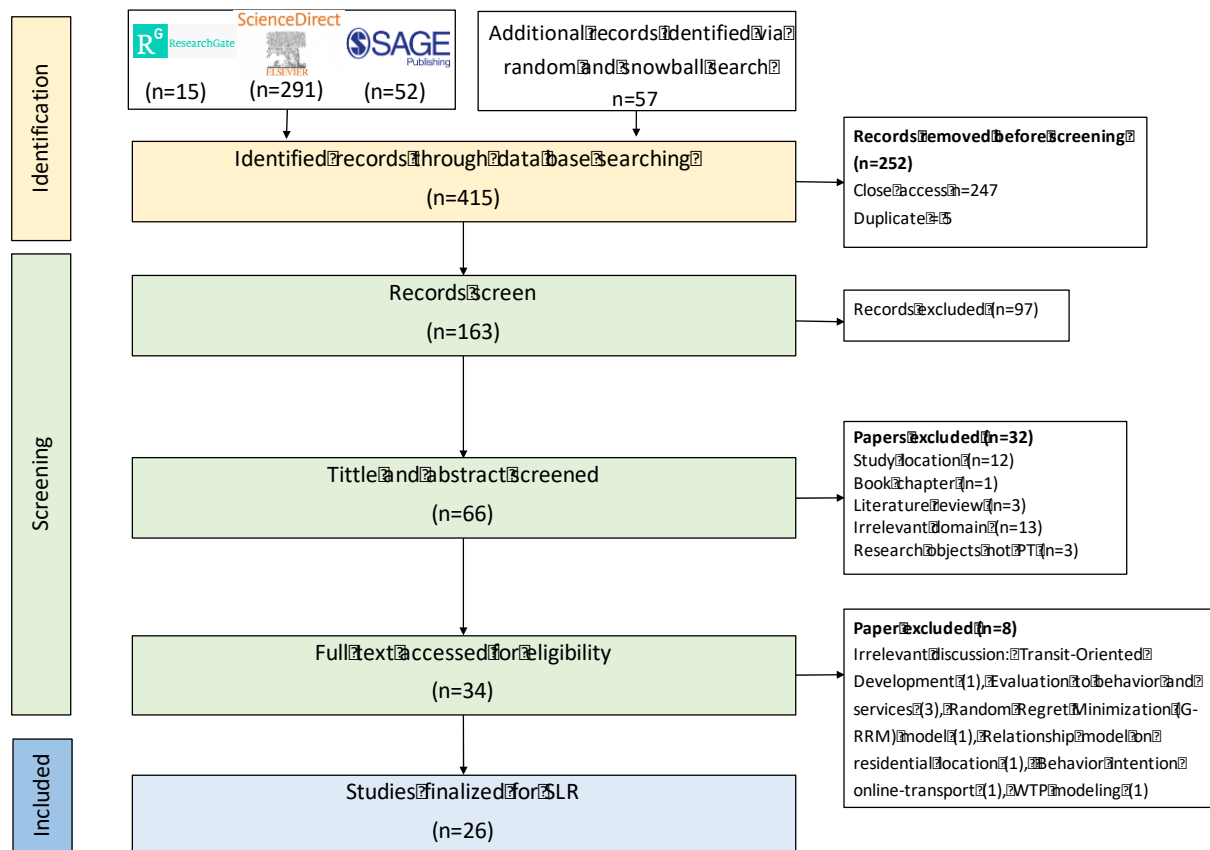 Identification
Screening
Included
R^G ResearchGate
(n=15)
ScienceDirect
ELSEVIER
(n=291)
SAGE
Publishing
(n=52)
Additional records identified via
random and snowball search
n=57
Identified records through data base searching
(n=415)
Records removed before screening
(n=252)
Close access n=247
Duplicate = 5
Records screen
(n=163)
Records excluded (n=97)
Tittle and abstract screened
(n=66)
Papers excluded (n=32)
Study location (n=12)
Book chapter (n=1)
Literature review (n=3)
Irrelevant domain (n=13)
Research objects not PT (n=3)
Full text accessed for eligibility
(n=34)
Paper excluded (n=8)
Irrelevant discussion: Transit-Oriented
Development (1), Evaluation to behavior and
services (3), Random Regret Minimization (G-
RRM) model (1), Relationship model on
residential location (1), Behavior intention
online-transport (1), WTP modeling (1)
Studies finalized for SLR
(n=26)